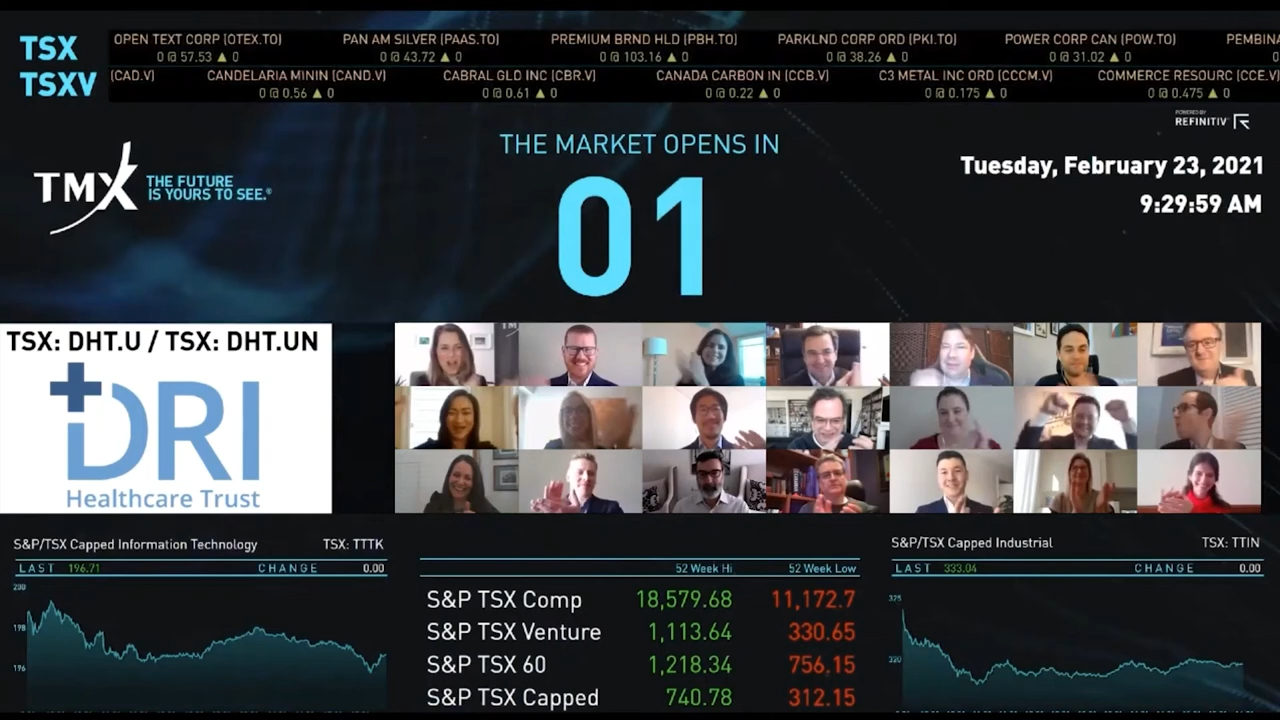 TSX
OPEN TEXT CORP (OTEX.TO) PAN AM SILVER (PAAS.TO) PREMIUM BRND HLD (PBH.TO) PARKLND CORP ORD (PKI.TO) POWER CORP CAN (POW.TO) PEMBINA
0 @ 57.53 ▲ 0 0 @ 43.72 ▲ 0 0 @ 103.16 ▲ 0 0 @ 38.26 ▲ 0 0 @ 31.02 ▲ 0 0
TSXV
(CAD.V) CANDELARIA MININ (CAND.V) CABRAL GLD INC (CBR.V) CANADA CARBON IN (CCB.V) C3 METAL INC ORD (CCCM.V) COMMERCE RESOURC (CCE.V)
0 @ 0.56 ▲ 0 0 @ 0.61 ▲ 0 0 @ 0.22 ▲ 0 0 @ 0.175 ▲ 0 0 @ 0.475 ▲ 0
POWERED BY
REFINITIV
TMX THE FUTURE
IS YOURS TO SEE.®
THE MARKET OPENS IN
01
Tuesday, February 23, 2021
9:29:59 AM
TSX: DHT.U / TSX: DHT.UN
DRI
Healthcare Trust
S&P/TSX Capped Information Technology TSX: TTTK
LAST 196.71 CHANGE 0.00
200
198
196
52 Week Hi 52 Week Low
S&P TSX Comp 18,579.68 11,172.7
S&P TSX Venture 1,113.64 330.65
S&P TSX 60 1,218.34 756.15
S&P TSX Capped 740.78 312.15
S&P/TSX Capped Industrial TSX: TTIN
LAST 333.04 CHANGE 0.00
325
320